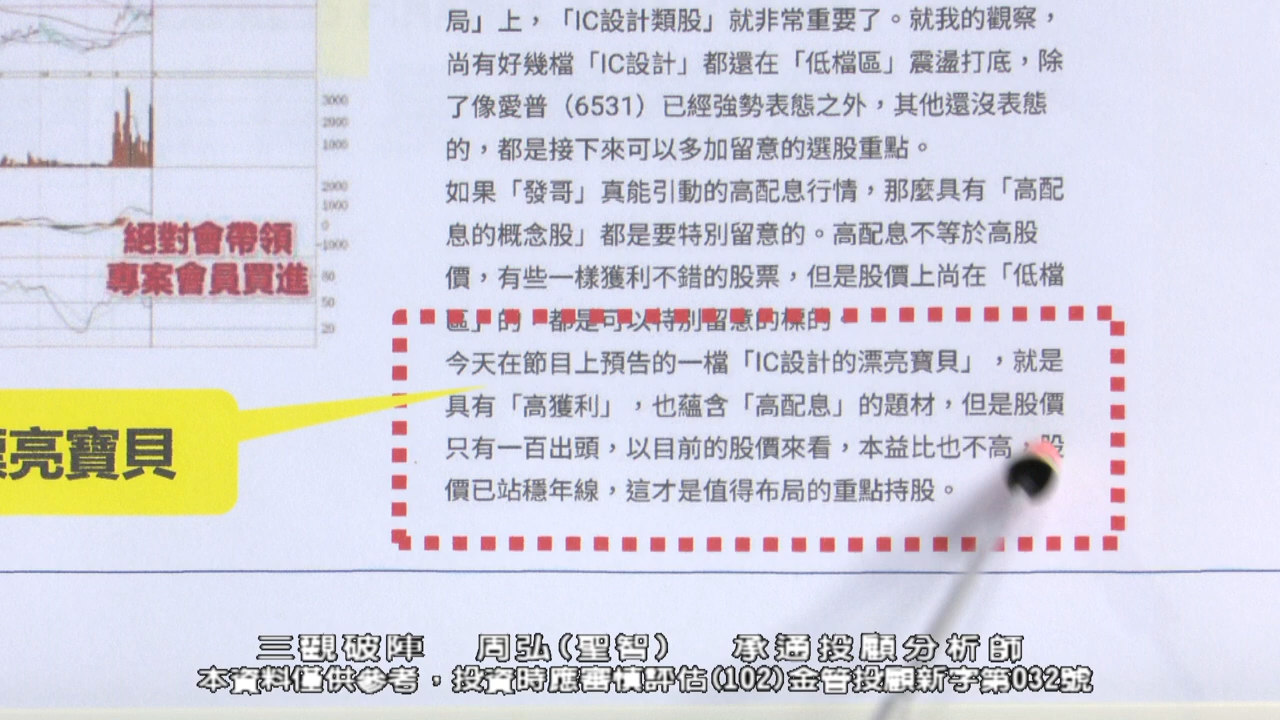 局」上，「IC設計類股」就非常重要了。就我的觀察，
尚有好幾檔「IC設計」都還在「低檔區」震盪打底，除
了像愛普（6531）已經強勢表態之外，其他還沒表態
的，都是接下來可以多加留意的選股重點。
如果「發哥」真能引動的高配息行情，那麼具有「高配
息的概念股」都是要特別留意的。高配息不等於高股
價，有些一樣獲利不錯的股票，但是股價上尚在「低檔
區」的，都是可以特別留意的標的。
今天在節目上預告的一檔「IC設計的漂亮寶貝」，就是
具有「高獲利」，也蘊含「高配息」的題材，但是股價
只有一百出頭，以目前的股價來看，本益比也不高，股
價已站穩年線，這才是值得布局的重點持股。
3000
2000
1000
2000
1000
0
-1000
80
50
20
絕對會帶領
專案會員買進
漂亮寶貝
三觀破陣 周弘(聖智) 承通投顧分析師
本資料僅供參考，投資時應審慎評估(102)金管投顧新字第032號